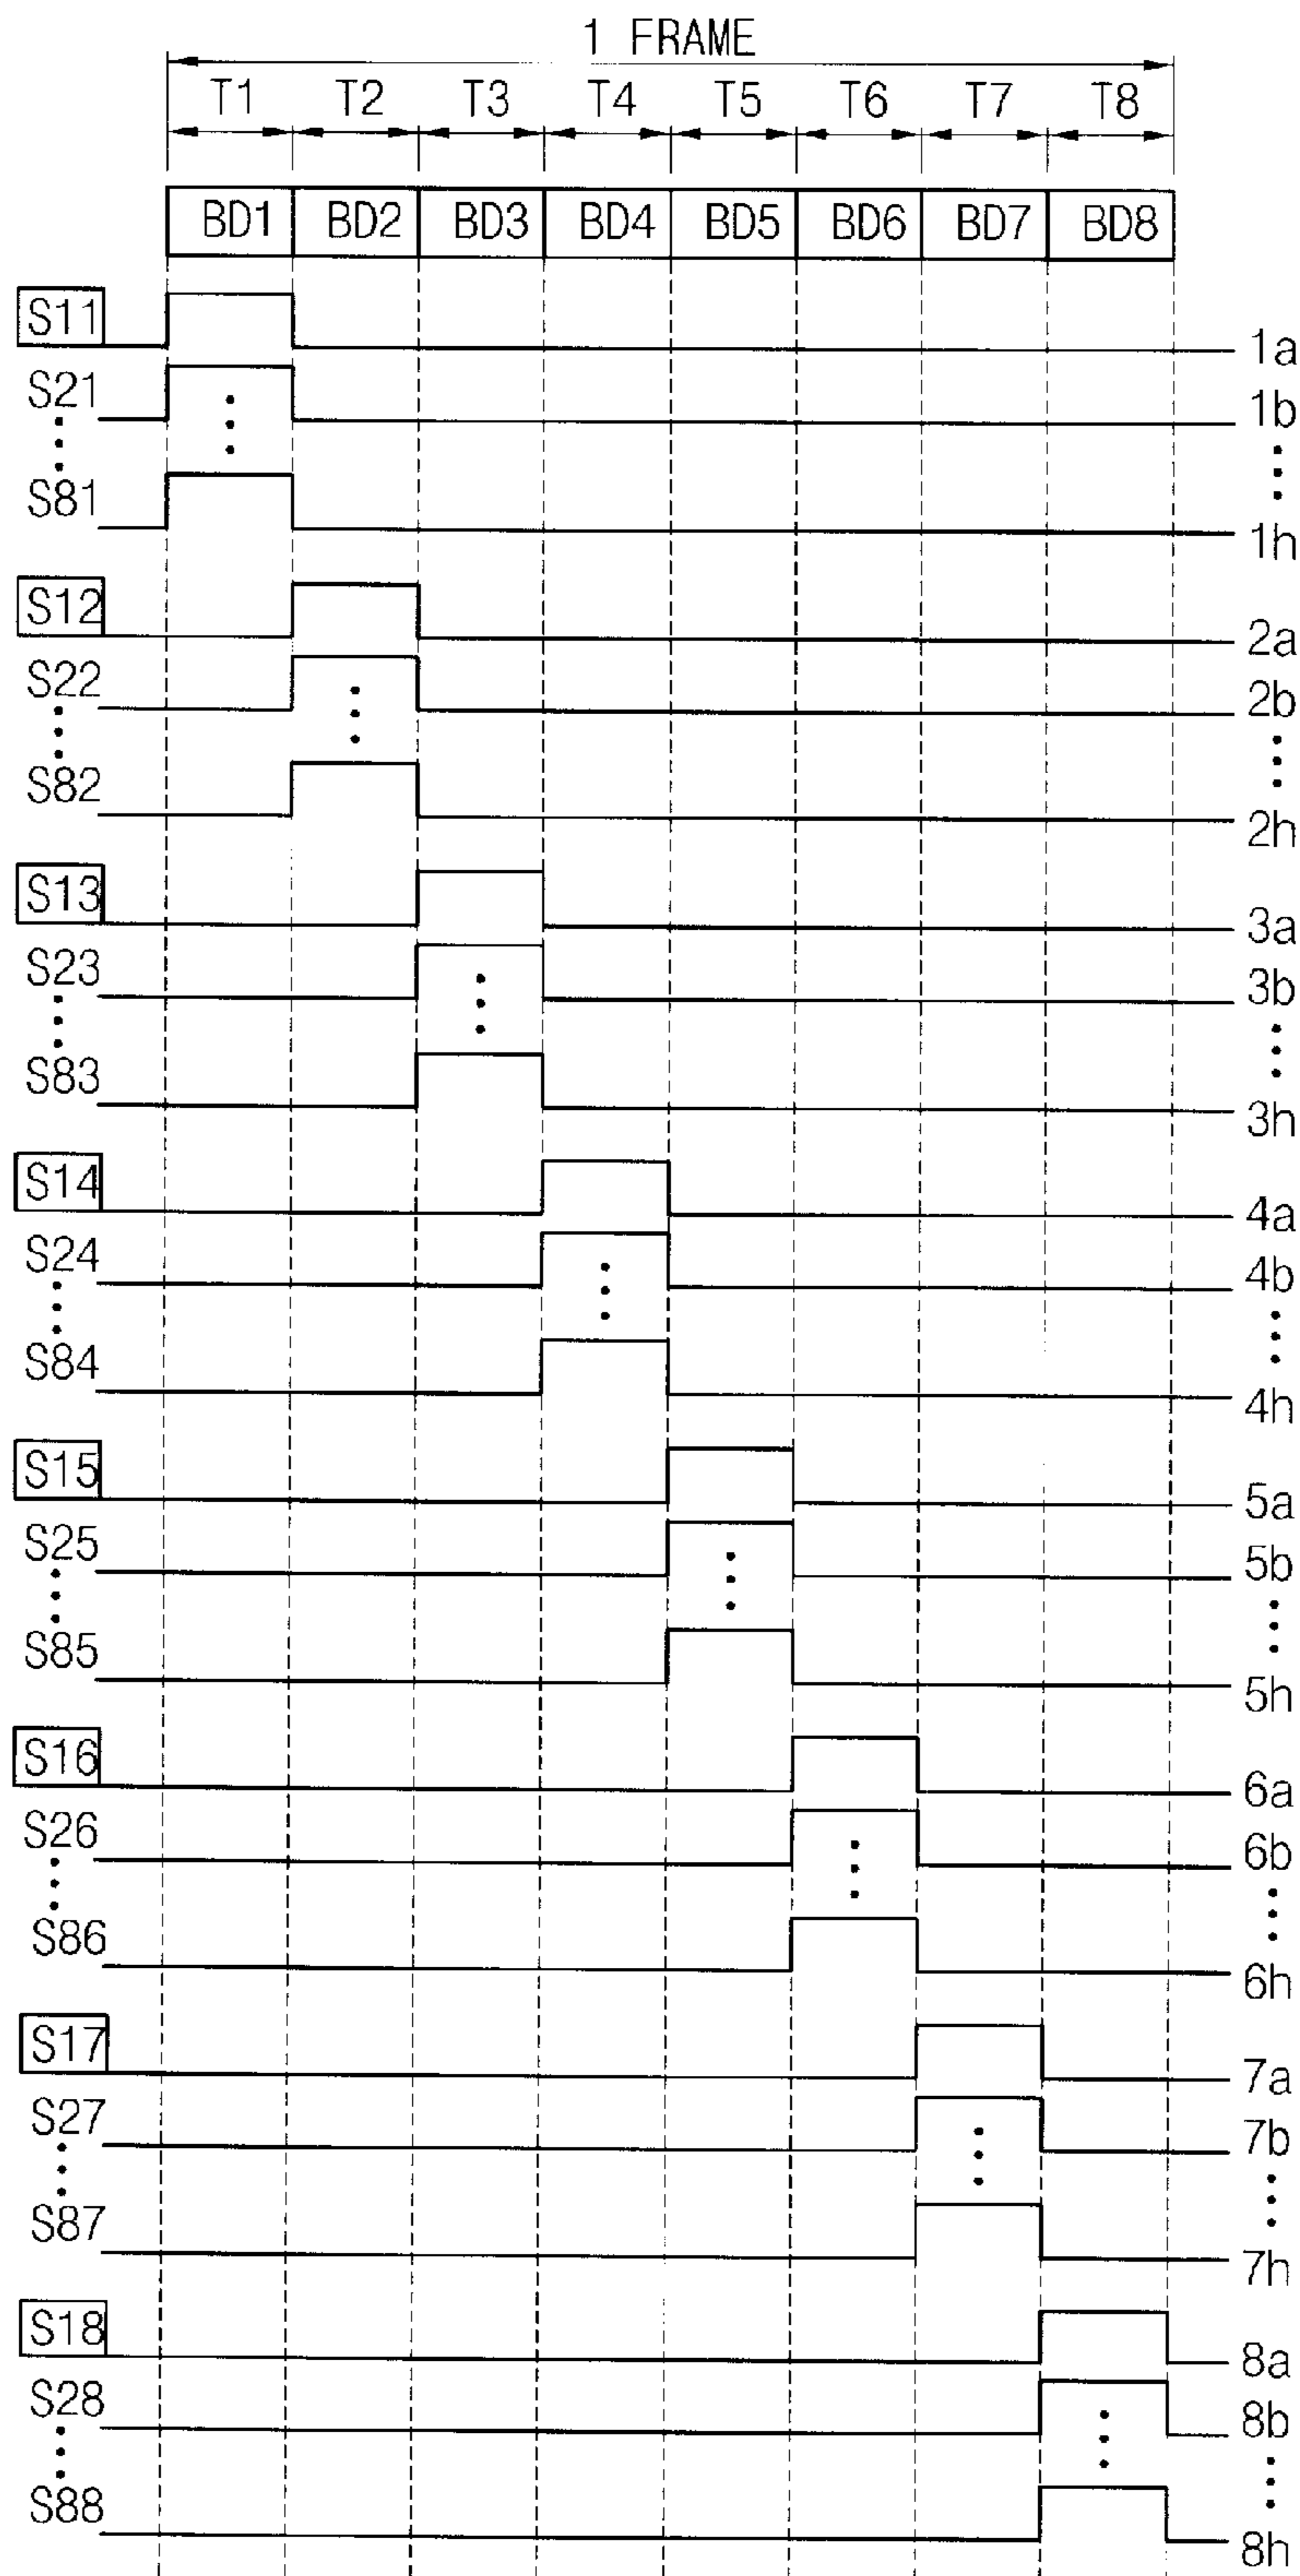 1 FRAME
T1 T2 T3 T4 T5 T6 T7 T8
BD1 BD2 BD3 BD4 BD5 BD6 BD7 BD8
S11 1a
S21 1b
S81 1h
S12 2a
S22 2b
S82 2h
S13 3a
S23 3b
S83 3h
S14 4a
S24 4b
S84 4h
S15 5a
S25 5b
S85 5h
S16 6a
S26 6b
S86 6h
S17 7a
S27 7b
S87 7h
S18 8a
S28 8b
S88 8h